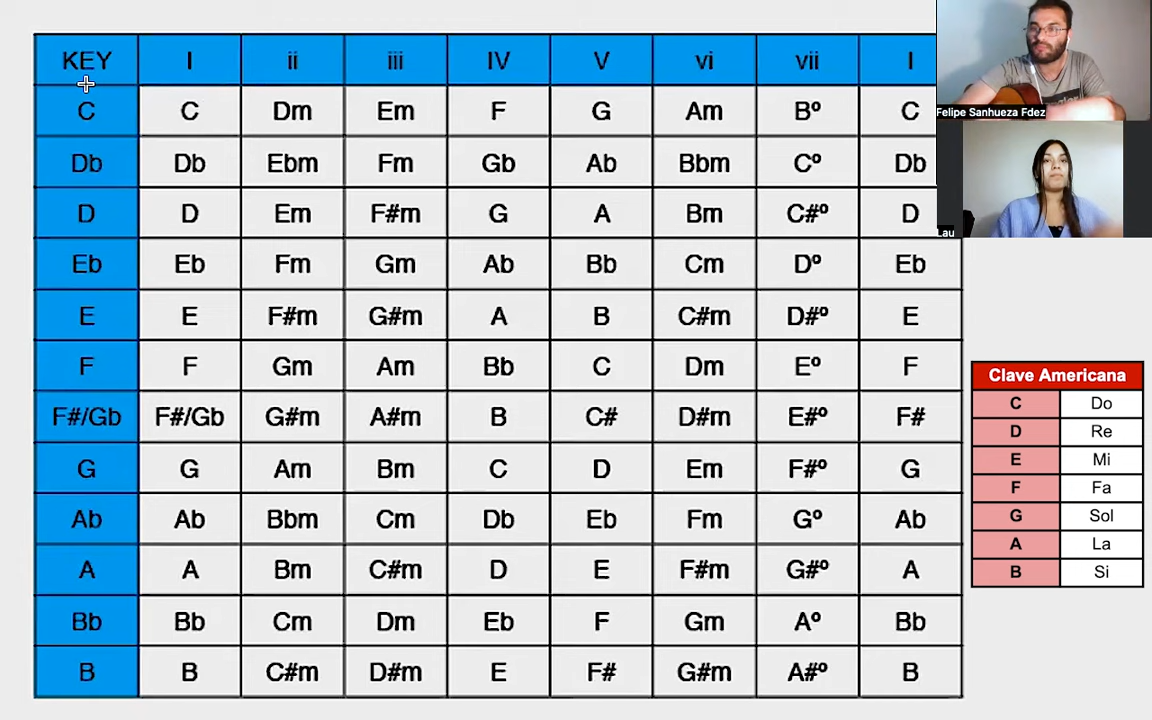 KEY I ii iii IV V vi vii I
C C Dm Em F G Am Bº C
Db Db Ebm Fm Gb Ab Bbm Cº Db
D D Em F#m G A Bm C#º D
Eb Eb Fm Gm Ab Bb Cm Dº Eb
E E F#m G#m A B C#m D#º E
F F Gm Am Bb C Dm Eº F
F#/Gb F#/Gb G#m A#m B C# D#m E#º F#
G G Am Bm C D Em F#º G
Ab Ab Bbm Cm Db Eb Fm Gº Ab
A A Bm C#m D E F#m G#º A
Bb Bb Cm Dm Eb F Gm Aº Bb
B B C#m D#m E F# G#m A#º B
Felipe Sanhueza Fdez
Lau
Clave Americana
C Do
D Re
E Mi
F Fa
G Sol
A La
B Si